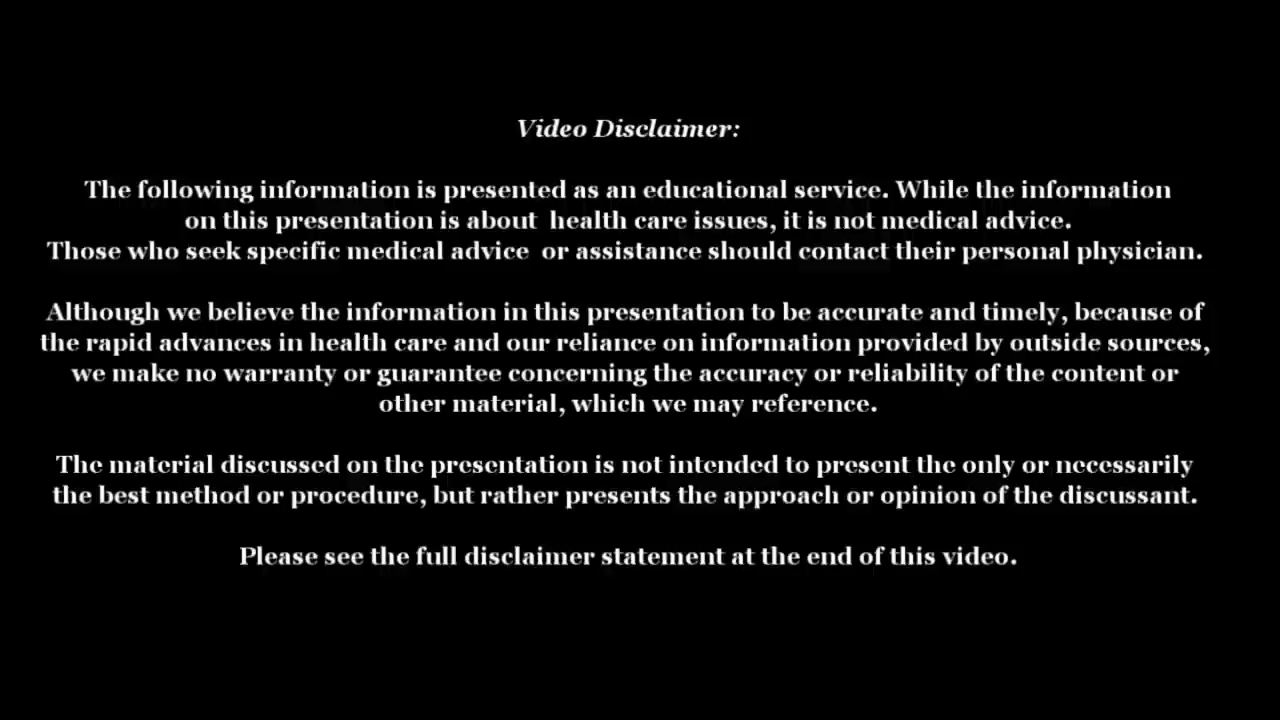 Video Disclaimer:
The following information is presented as an educational service. While the information
on this presentation is about health care issues, it is not medical advice.
Those who seek specific medical advice or assistance should contact their personal physician.
Although we believe the information in this presentation to be accurate and timely, because of
the rapid advances in health care and our reliance on information provided by outside sources,
we make no warranty or guarantee concerning the accuracy or reliability of the content or
other material, which we may reference.
The material discussed on the presentation is not intended to present the only or necessarily
the best method or procedure, but rather presents the approach or opinion of the discussant.
Please see the full disclaimer statement at the end of this video.